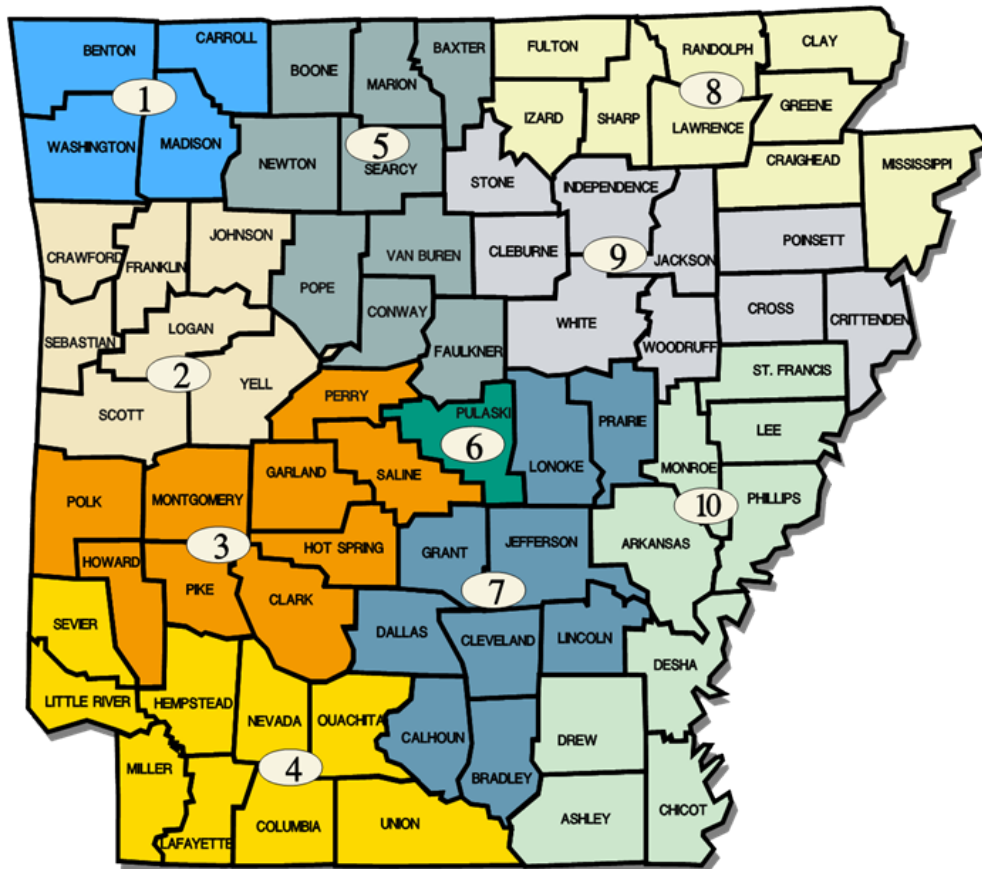 BENTON
CARROLL
BOONE
MARION
BAXTER
FULTON
RANDOLPH
CLAY
1
5
8
IZARD
SHARP
LAWRENCE
GREENE
WASHINGTON
MADISON
NEWTON
SEARCY
STONE
INDEPENDENCE
CRAIGHEAD
MISSISSIPPI
CRAWFORD
FRANKLIN
JOHNSON
POPE
VAN BUREN
CLEBURNE
9
JACKSON
POINSETT
SEBASTIAN
LOGAN
CONWAY
FAULKNER
WHITE
WOODRUFF
CROSS
CRITTENDEN
2
SCOTT
YELL
PERRY
PULASKI
6
PRAIRIE
ST. FRANCIS
LEE
POLK
MONTGOMERY
GARLAND
SALINE
LONOKE
MONROE
PHILLIPS
10
3
HOWARD
PIKE
HOT SPRING
CLARK
GRANT
JEFFERSON
ARKANSAS
7
SEVIER
DALLAS
CLEVELAND
LINCOLN
DESHA
LITTLE RIVER
HEMPSTEAD
NEVADA
OUACHITA
CALHOUN
DREW
4
MILLER
BRADLEY
LAFAYETTE
COLUMBIA
UNION
ASHLEY
CHICOT